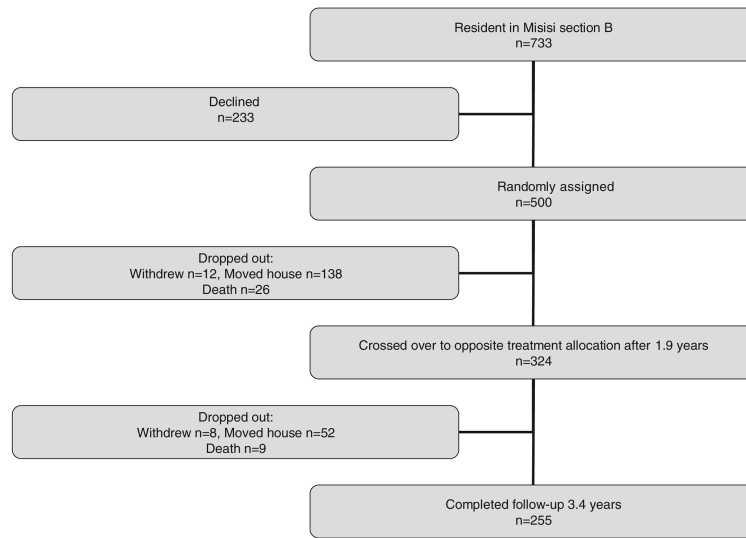 Resident in Misisi section B
n=733
Declined
n=233
Randomly assigned
n=500
Dropped out:
Withdrew n=12, Moved house n=138
Death n=26
Crossed over to opposite treatment allocation after 1.9 years
n=324
Dropped out:
Withdrew n=8, Moved house n=52
Death n=9
Completed follow-up 3.4 years
n=255